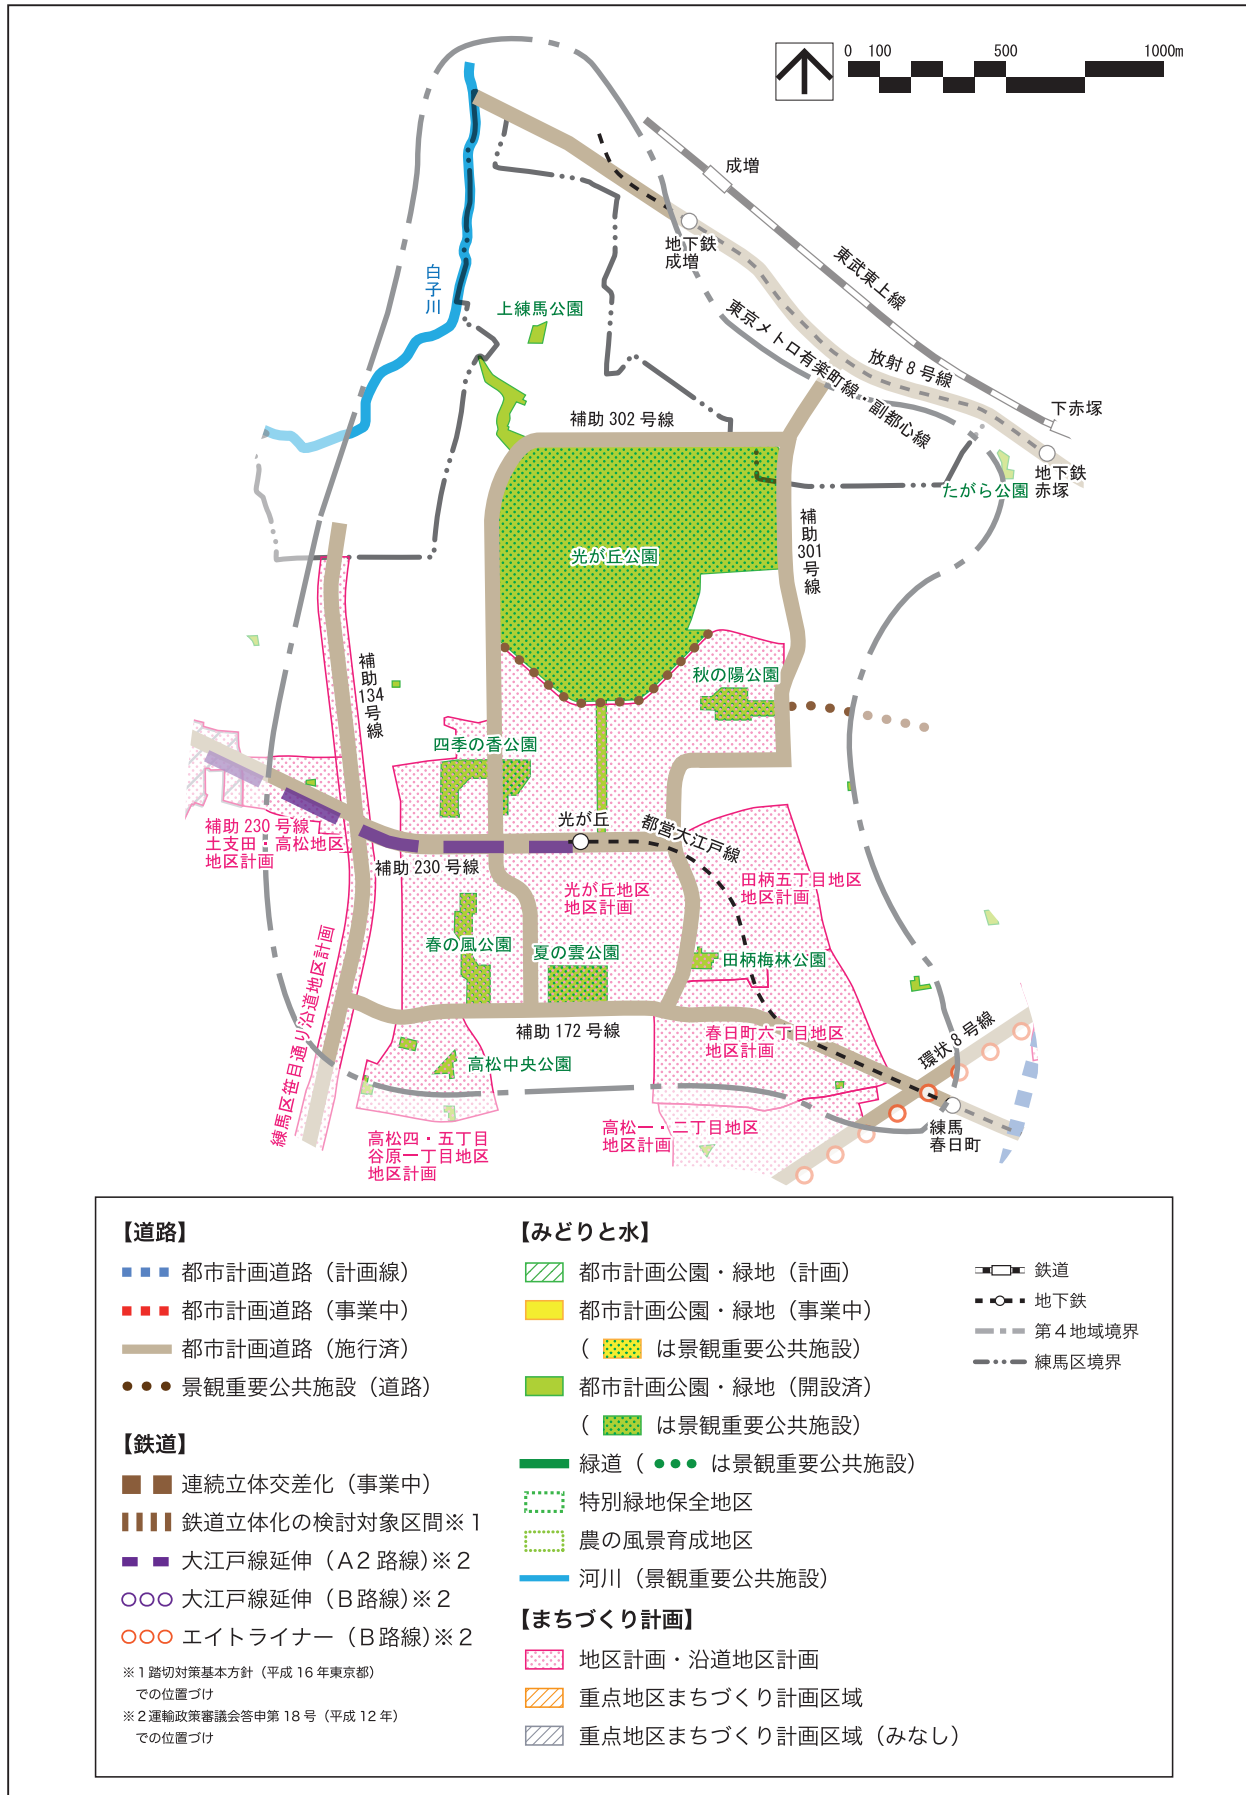 0 100 500 1000m
成増
地下鉄
成増
東武東上線
白子川
上練馬公園
東京メトロ有楽町線・副都心線
放射８号線
下赤塚
補助 302 号線
地下鉄
赤塚
たがら公園
補助301号線
光が丘公園
補助134号線
秋の陽公園
四季の香公園
光が丘
都営大江戸線
補助 230 号線
土支田・高松地区
地区計画
補助 230 号線
光が丘地区
地区計画
田柄五丁目地区
地区計画
春の風公園
夏の雲公園
田柄梅林公園
練馬区笹目通り沿道地区計画
補助 172 号線
春日町六丁目地区
地区計画
環状８号線
高松中央公園
練馬
春日町
高松四・五丁目
谷原一丁目地区
地区計画
高松一・二丁目地区
地区計画
【道路】
都市計画道路（計画線）
都市計画道路（事業中）
都市計画道路（施行済）
景観重要公共施設（道路）
【鉄道】
連続立体交差化（事業中）
鉄道立体化の検討対象区間※１
大江戸線延伸（Ａ２路線）※２
大江戸線延伸（Ｂ路線）※２
エイトライナー（Ｂ路線）※２
※１踏切対策基本方針（平成 16 年東京都）
での位置づけ
※２運輸政策審議会答申第 18 号（平成 12 年）
での位置づけ
【みどりと水】
都市計画公園・緑地（計画）
都市計画公園・緑地（事業中）
（ は景観重要公共施設）
都市計画公園・緑地（開設済）
（ は景観重要公共施設）
緑道（ は景観重要公共施設）
特別緑地保全地区
農の風景育成地区
河川（景観重要公共施設）
【まちづくり計画】
地区計画・沿道地区計画
重点地区まちづくり計画区域
重点地区まちづくり計画区域（みなし）
鉄道
地下鉄
第４地域境界
練馬区境界